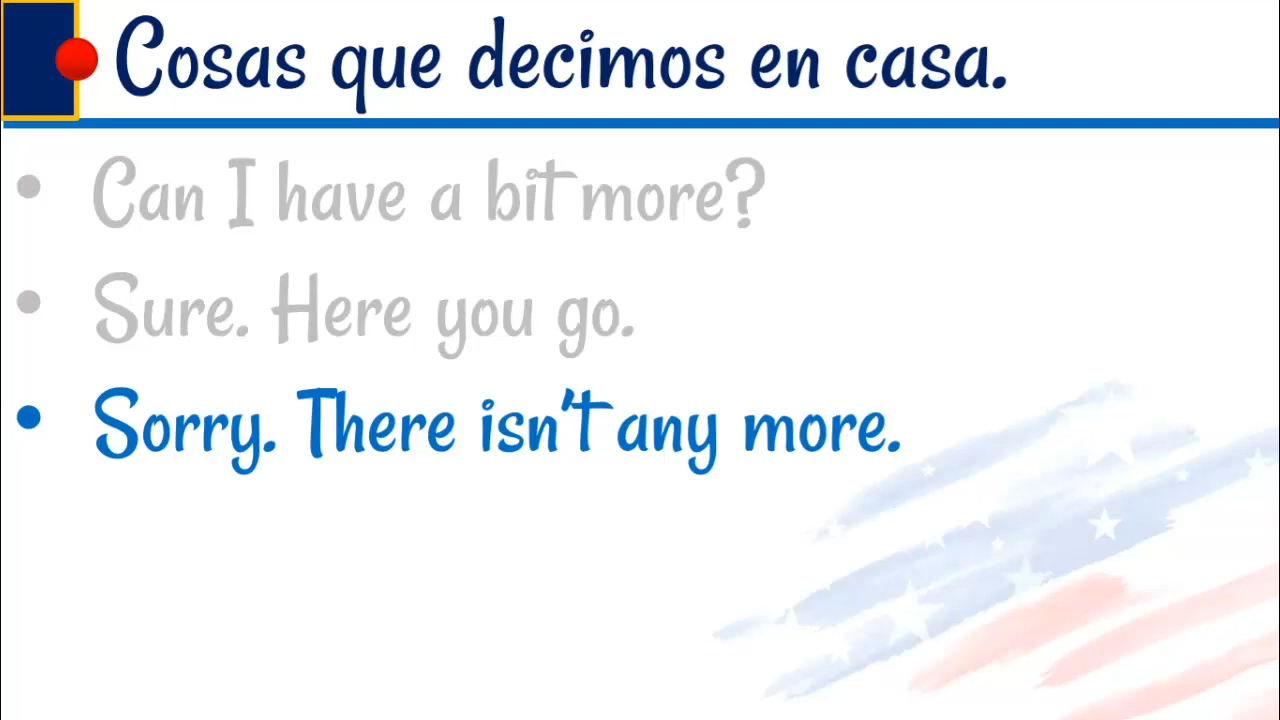 Cosas que decimos en casa.
• Can I have a bit more?
• Sure. Here you go.
• Sorry. There isn't any more.